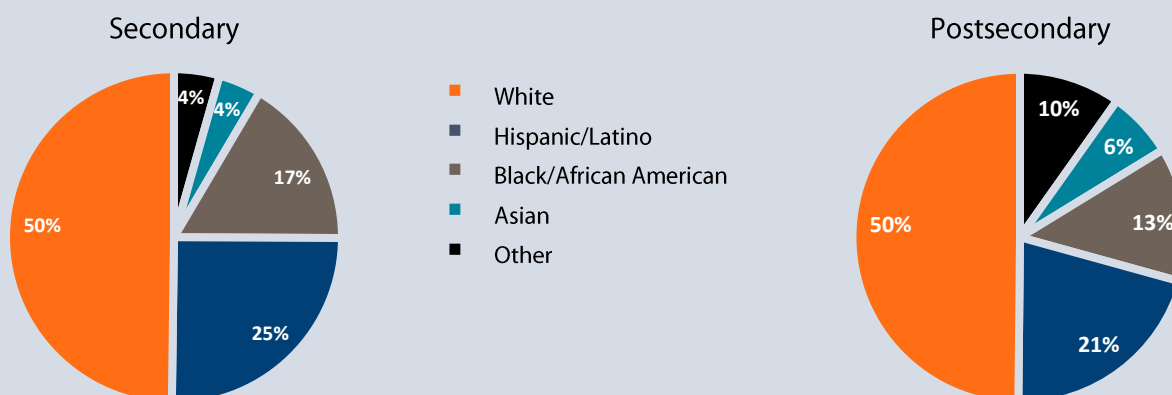 Secondary
4%
4%
17%
50%
25%
White
Hispanic/Latino
Black/African American
Asian
Other
Postsecondary
10%
6%
13%
50%
21%